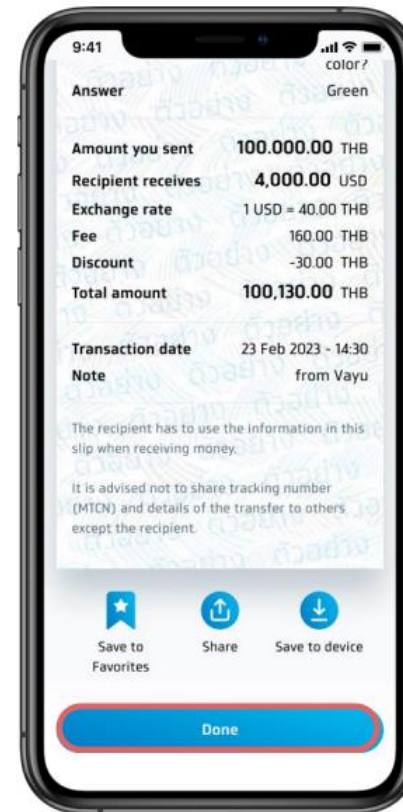 9:41
color?
Answer Green
Amount you sent 100.000.00 THB
Recipient receives 4,000.00 USD
Exchange rate 1 USD = 40.00 THB
Fee 160.00 THB
Discount -30.00 THB
Total amount 100,130.00 THB
Transaction date 23 Feb 2023 - 14:30
Note from Vayu
The recipient has to use the information in this
slip when receiving money.
It is advised not to share tracking number
(MTCN) and details of the transfer to others
except the recipient.
Save to Share Save to device
Favorites
Done